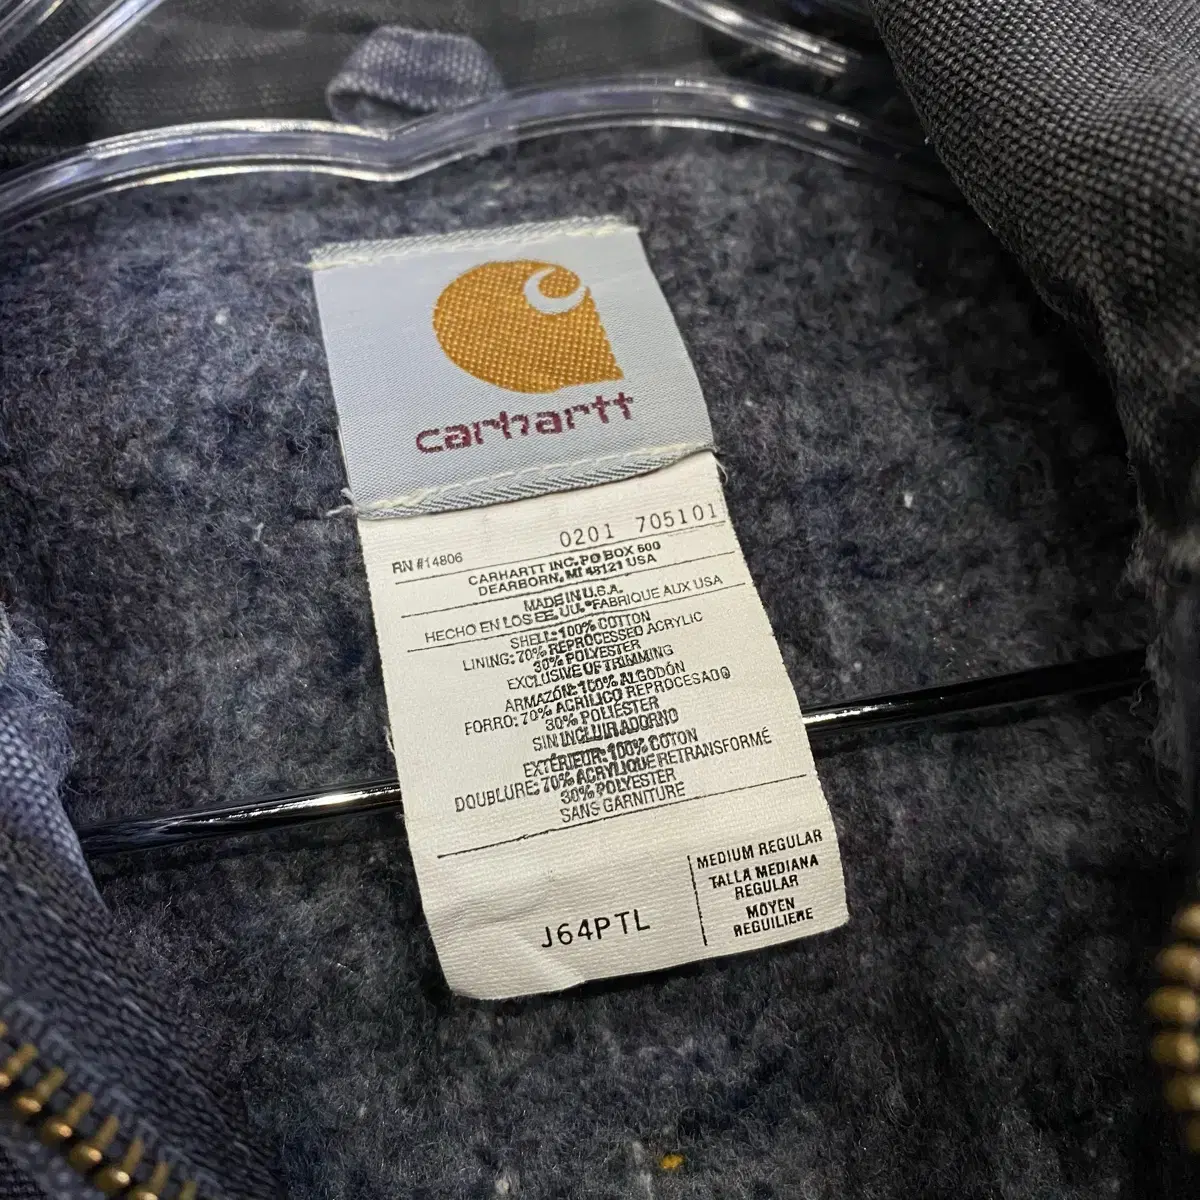 carhartt
0201 705101
RN #14806
CARHARTT INC. PO BOX 600
DEARBORN, MI 48121 USA
MADE IN U.S.A.
HECHO EN LOS EE. UU. * FABRIQUE AUX USA
SHELL: 100% COTTON
LINING: 70% REPROCESSED ACRYLIC
30% POLYESTER
EXCLUSIVE OF TRIMMING
ARMAZÓN: 100% ALGODÓN
FORRO: 70% ACRILICO REPROCESADO
30% POLIÉSTER
SIN INCLUIR ADORNO
EXTÉRIEUR: 100% COTON
DOUBLURE: 70% ACRYLIQUE RETRANSFORMÉ
30% POLYESTER
SANS GARNITURE
J64PTL
MEDIUM REGULAR
TALLA MEDIANA
REGULAR
MOYEN
REGUILIERE